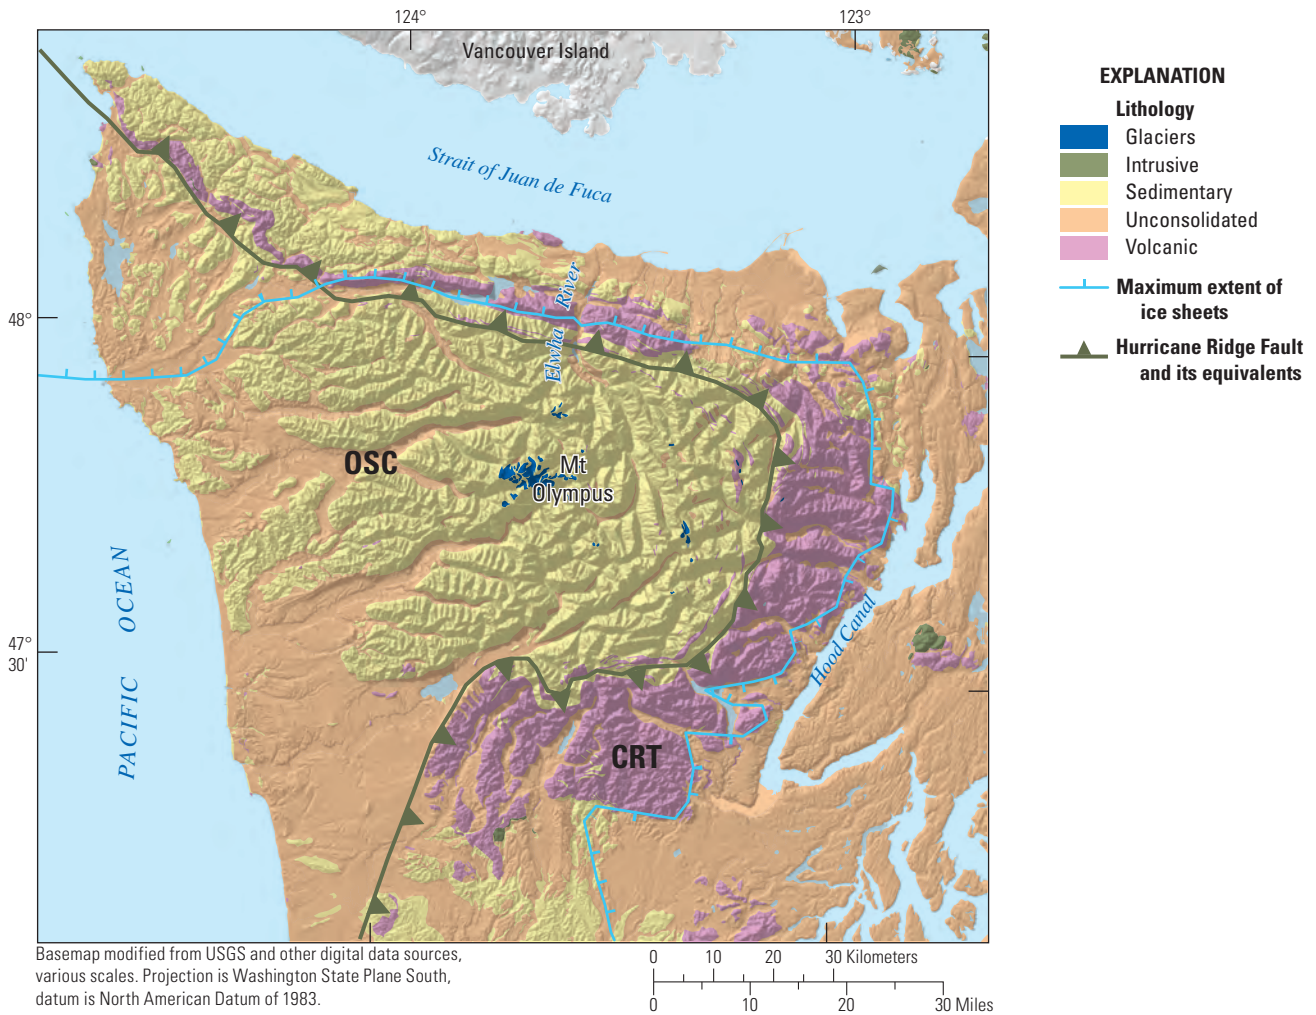 124°
123°
Vancouver Island
Strait of Juan de Fuca
Elwha River
48°
OSC
Mt
Olympus
PACIFIC OCEAN
47°
30'
Hood Canal
CRT
EXPLANATION
Lithology
Glaciers
Intrusive
Sedimentary
Unconsolidated
Volcanic
Maximum extent of
ice sheets
Hurricane Ridge Fault
and its equivalents
Basemap modified from USGS and other digital data sources,
various scales. Projection is Washington State Plane South,
datum is North American Datum of 1983.
0 10 20 30 Kilometers
0 10 20 30 Miles